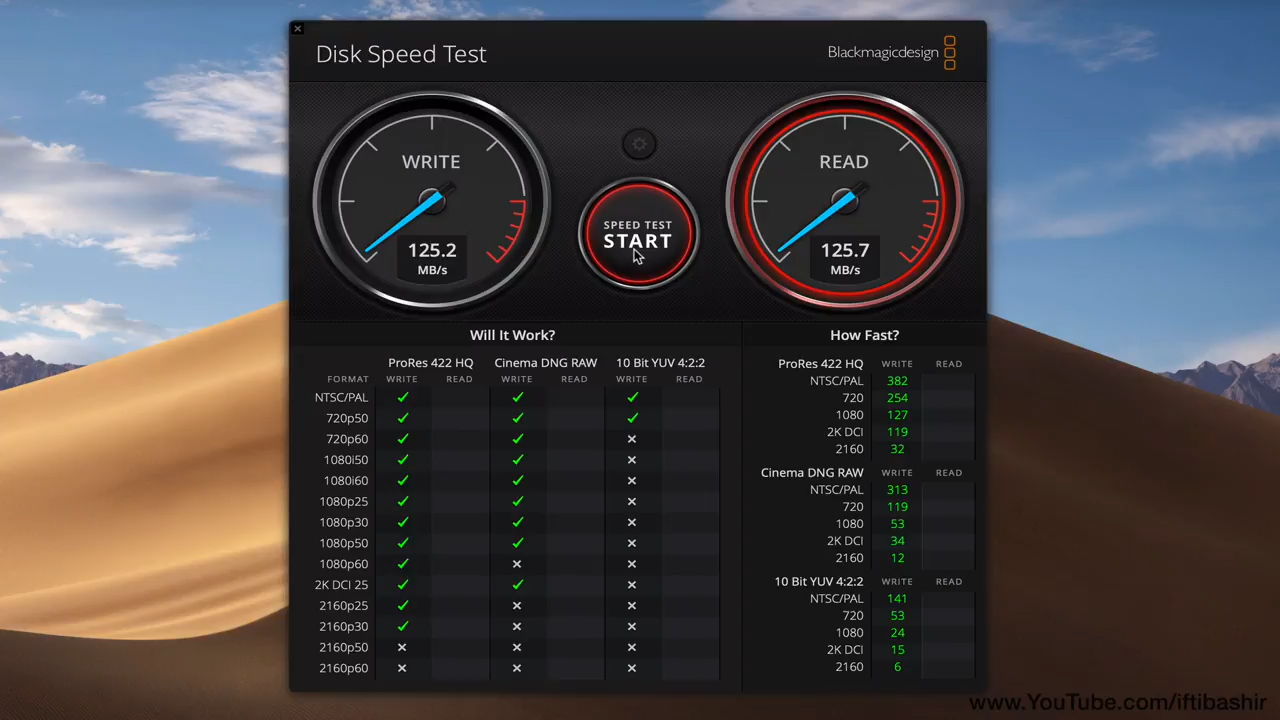 Disk Speed Test
Blackmagicdesign
WRITE
125.2
MB/s
SPEED TEST
START
READ
125.7
MB/s
Will It Work?
ProRes 422 HQ Cinema DNG RAW 10 Bit YUV 4:2:2
FORMAT WRITE READ WRITE READ WRITE READ
NTSC/PAL ✓ ✓ ✓
720p50 ✓ ✓ ✓
720p60 ✓ ✓ ✕
1080i50 ✓ ✓ ✕
1080i60 ✓ ✓ ✕
1080p25 ✓ ✓ ✕
1080p30 ✓ ✓ ✕
1080p50 ✓ ✓ ✕
1080p60 ✓ ✕ ✕
2K DCI 25 ✓ ✓ ✕
2160p25 ✓ ✕ ✕
2160p30 ✓ ✕ ✕
2160p50 ✕ ✕ ✕
2160p60 ✕ ✕ ✕
How Fast?
ProRes 422 HQ WRITE READ
NTSC/PAL 382
720 254
1080 127
2K DCI 119
2160 32
Cinema DNG RAW WRITE READ
NTSC/PAL 313
720 119
1080 53
2K DCI 34
2160 12
10 Bit YUV 4:2:2 WRITE READ
NTSC/PAL 141
720 53
1080 24
2K DCI 15
2160 6
www.YouTube.com/iftibashir